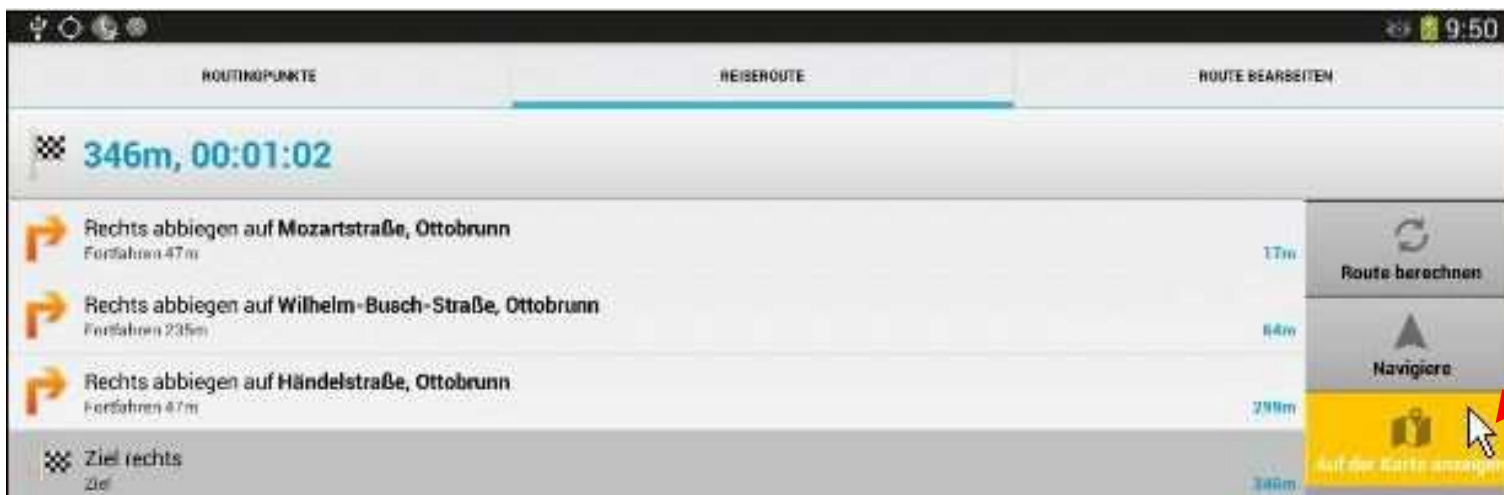 9:50
ROUTINGPUNKTE
REISEROUTE
ROUTE BEARBEITEN
346m, 00:01:02
Rechts abbiegen auf Mozartstraße, Ottobrunn
Fortfahren 47m
17m
Route berechnen
Rechts abbiegen auf Wilhelm-Busch-Straße, Ottobrunn
Fortfahren 235m
64m
Navigiere
Rechts abbiegen auf Händelstraße, Ottobrunn
Fortfahren 47m
299m
Auf der Karte anzeigen
Ziel rechts
Ziel
346m